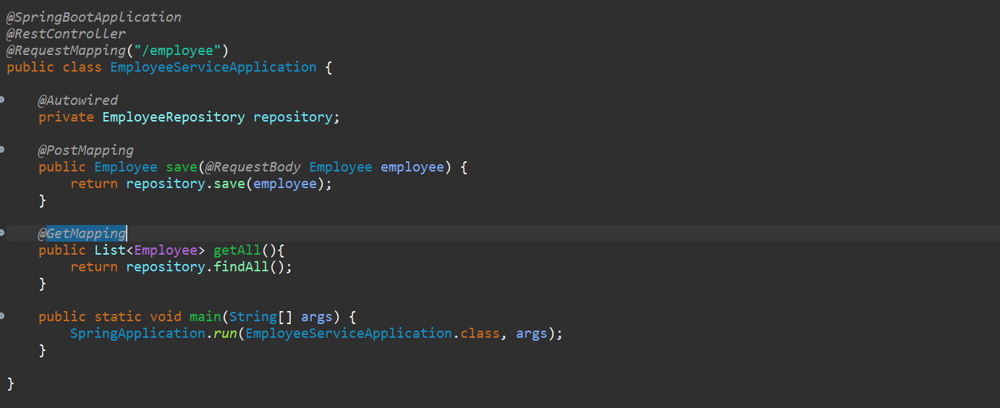 @SpringBootApplication
@RestController
@RequestMapping("/employee")
public class EmployeeServiceApplication {
@Autowired
private EmployeeRepository repository;
@PostMapping
public Employee save(@RequestBody Employee employee) {
return repository.save(employee);
}
@GetMapping
public List<Employee> getAll(){
return repository.findAll();
}
public static void main(String[] args) {
SpringApplication.run(EmployeeServiceApplication.class, args);
}
}